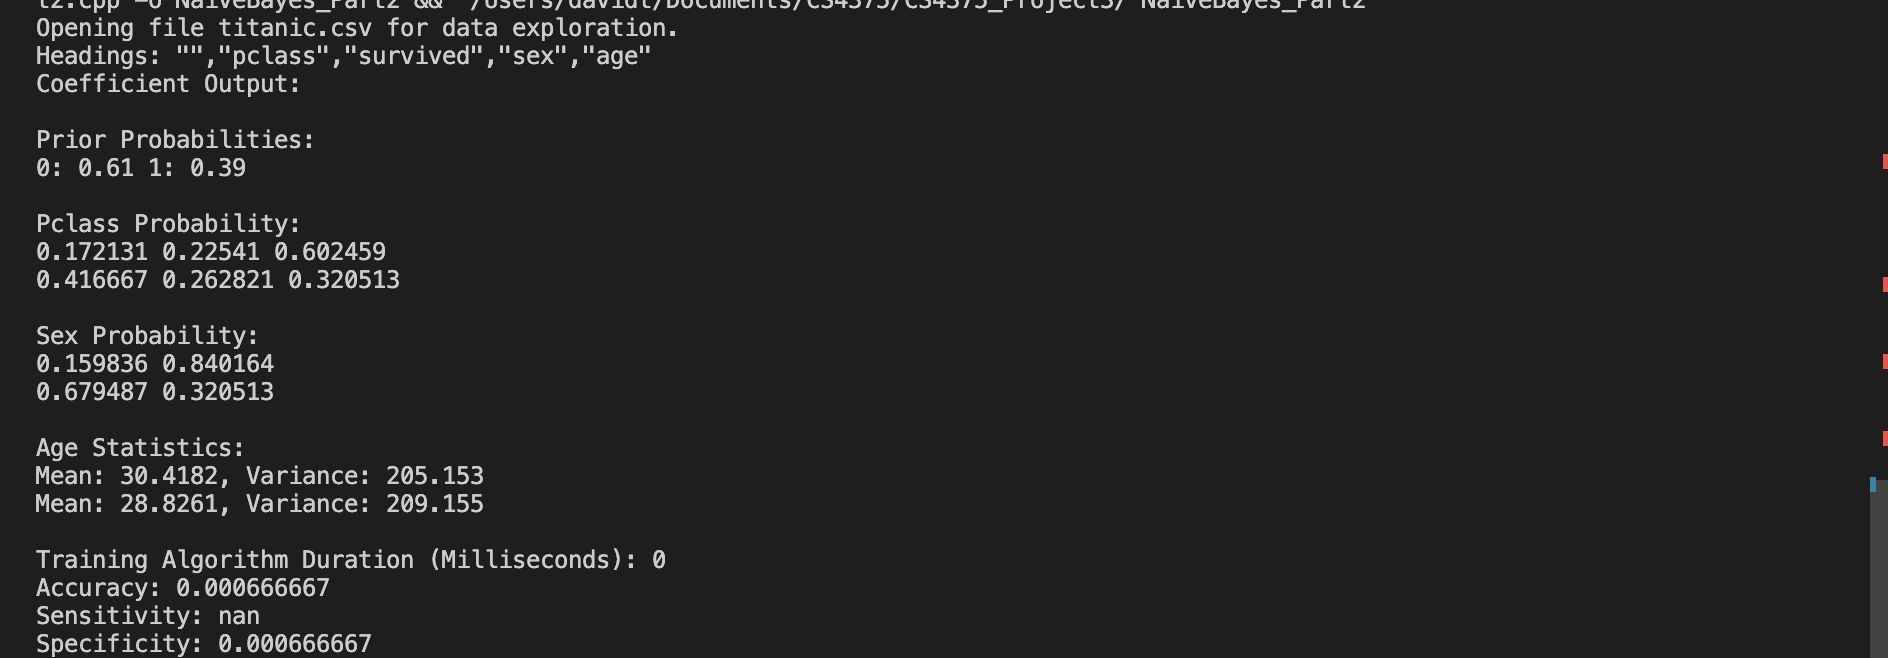 t2.cpp -o NaiveBayes_Part2 && "/Users/davidt/Documents/CS4375/CS4375_Project3/"NaiveBayes_Part2
Opening file titanic.csv for data exploration.
Headings: "","pclass","survived","sex","age"
Coefficient Output:
Prior Probabilities:
0: 0.61 1: 0.39
Pclass Probability:
0.172131 0.22541 0.602459
0.416667 0.262821 0.320513
Sex Probability:
0.159836 0.840164
0.679487 0.320513
Age Statistics:
Mean: 30.4182, Variance: 205.153
Mean: 28.8261, Variance: 209.155
Training Algorithm Duration (Milliseconds): 0
Accuracy: 0.000666667
Sensitivity: nan
Specificity: 0.000666667